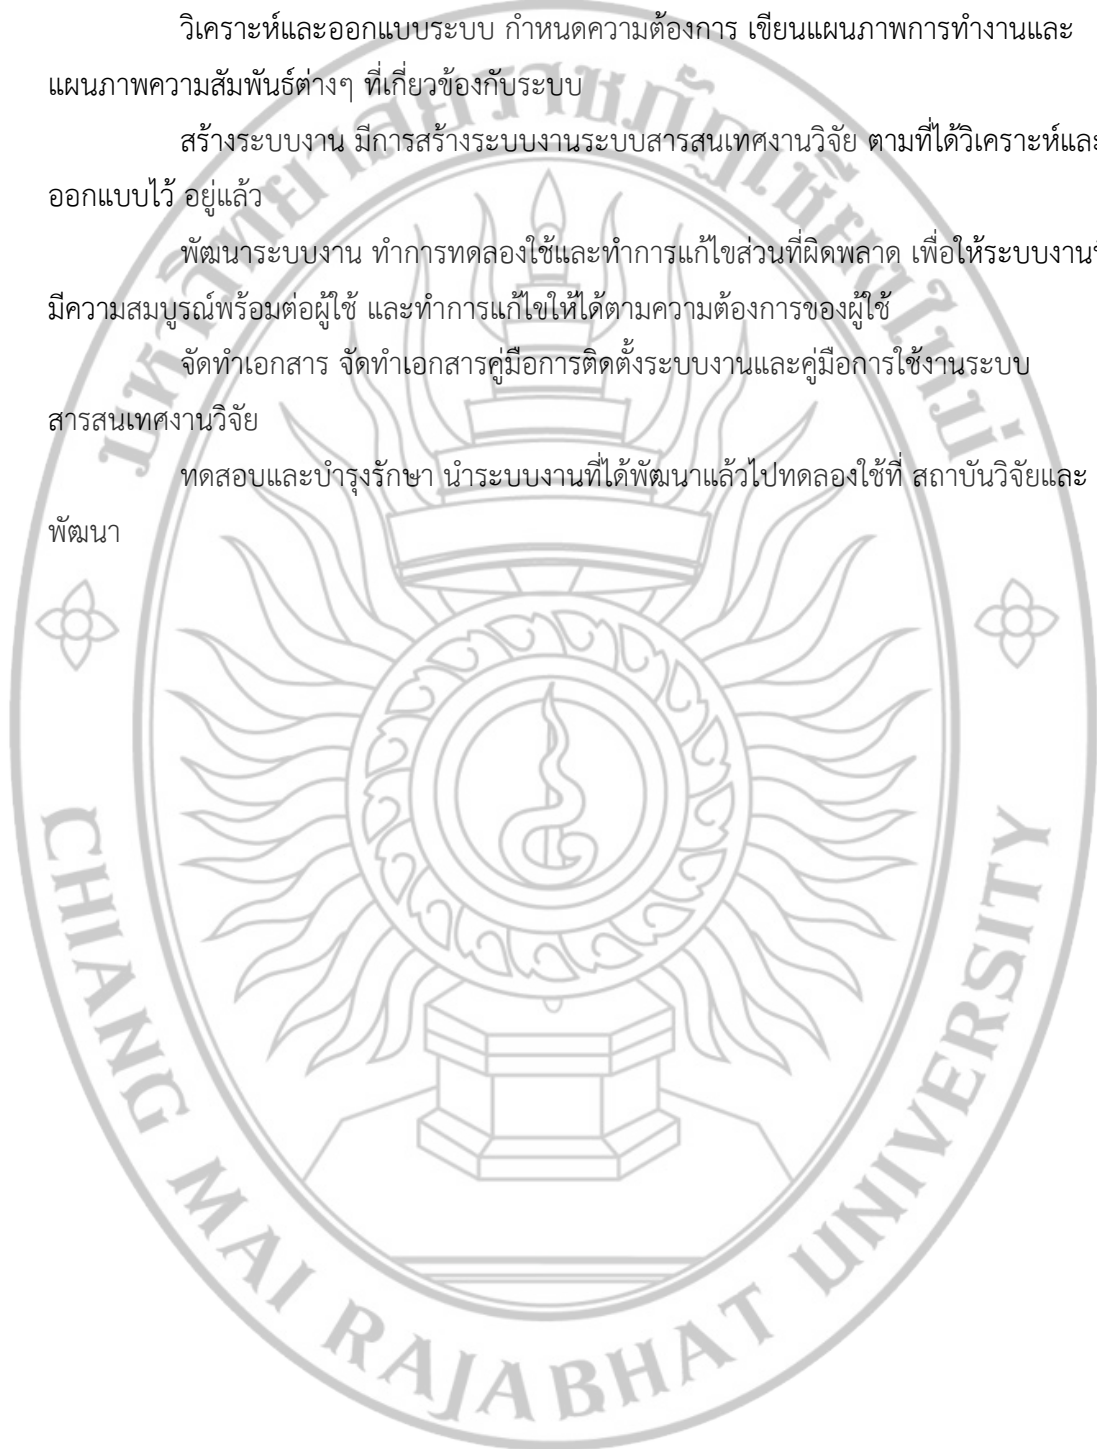 วิเคราะห์และออกแบบระบบ กำหนดความต้องการ เขียนแผนภาพการทำงานและ
แผนภาพความสัมพันธ์ต่างๆ ที่เกี่ยวข้องกับระบบ
สร้างระบบงาน มีการสร้างระบบงานระบบสารสนเทศงานวิจัย ตามที่ได้วิเคราะห์และ
ออกแบบไว้ อยู่แล้ว
พัฒนาระบบงาน ทำการทดลองใช้และทำการแก้ไขส่วนที่ผิดพลาด เพื่อให้ระบบงาน
มีความสมบูรณ์พร้อมต่อผู้ใช้ และทำการแก้ไขให้ได้ตามความต้องการของผู้ใช้
จัดทำเอกสาร จัดทำเอกสารคู่มือการติดตั้งระบบงานและคู่มือการใช้งานระบบ
สารสนเทศงานวิจัย
ทดสอบและบำรุงรักษา นำระบบงานที่ได้พัฒนาแล้วไปทดลองใช้ที่ สถาบันวิจัยและ
พัฒนา
มหาวิทยาลัยราชภัฏเชียงใหม่
CHIANG MAI RAJABHAT UNIVERSITY